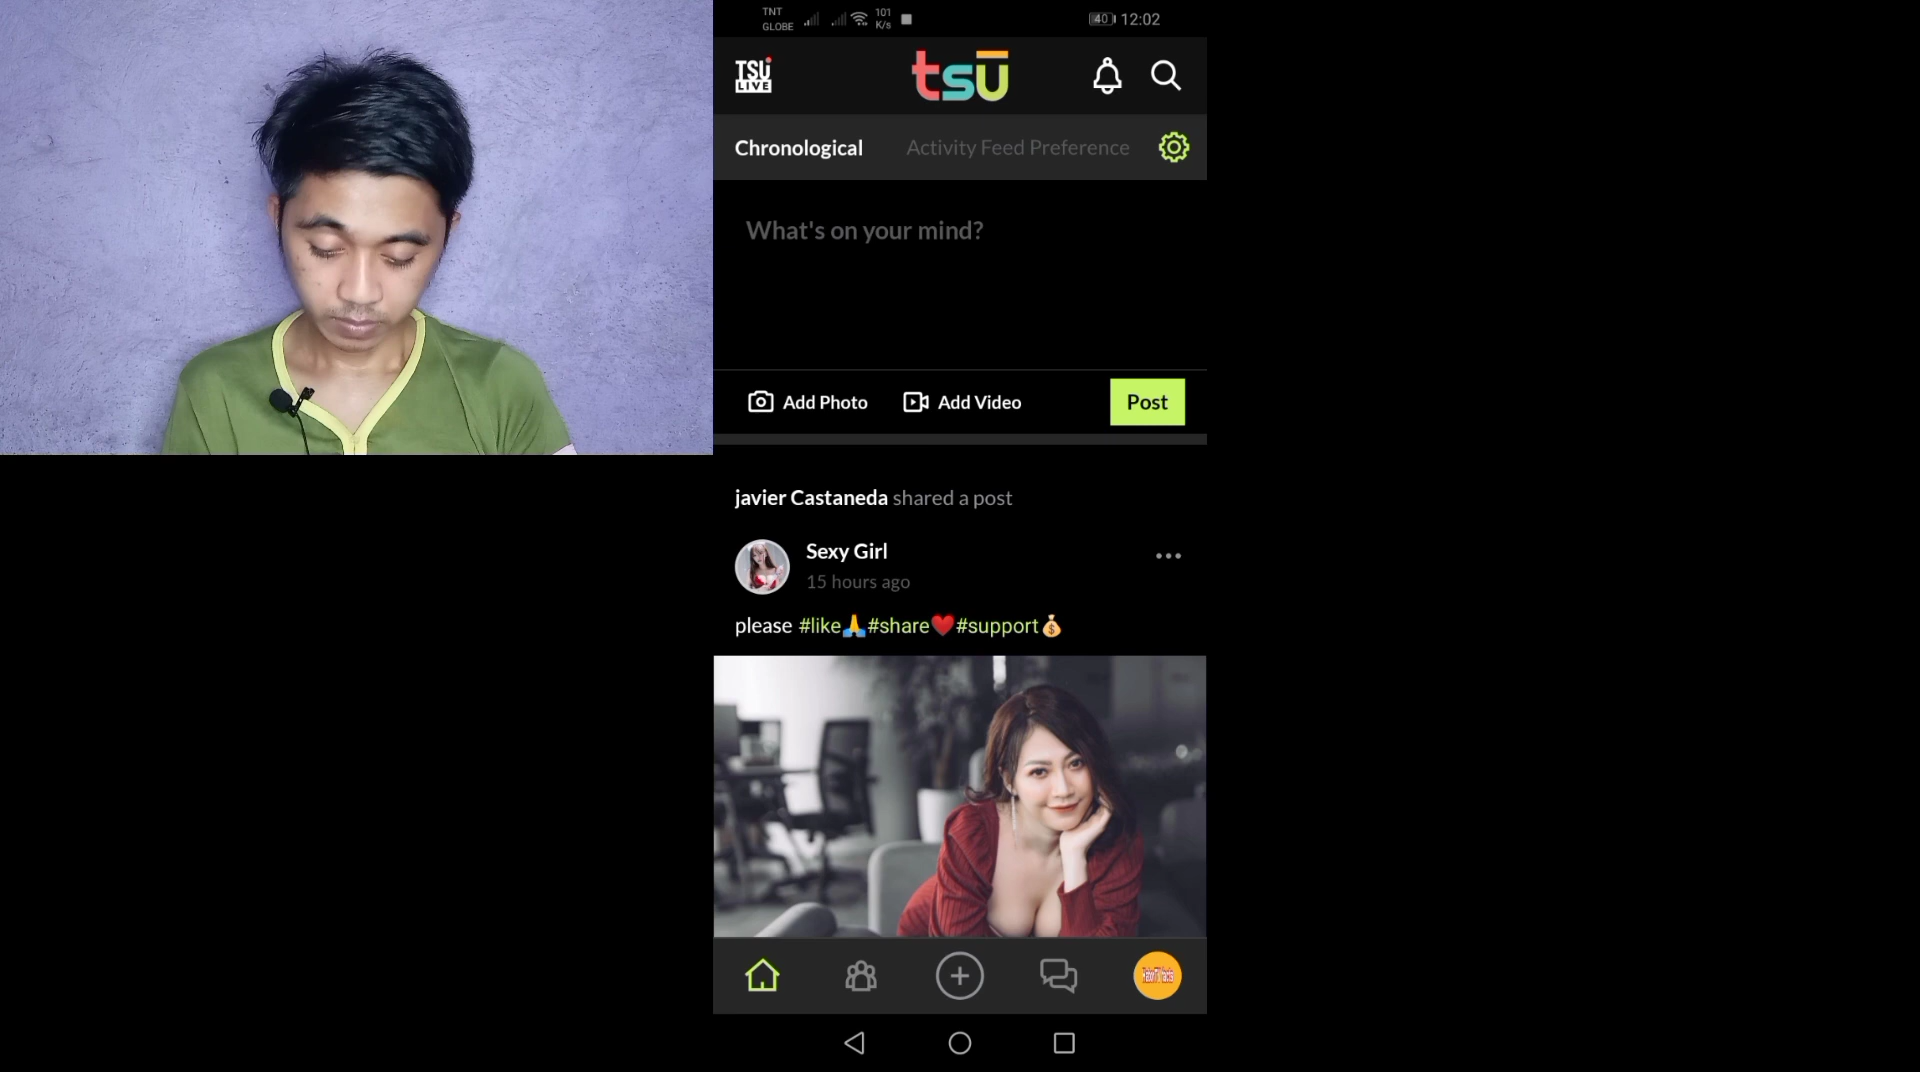 TNT
GLOBE
101
K/s
40
12:02
TSU
LIVE
tsū
Chronological
Activity Feed Preference
What's on your mind?
Add Photo
Add Video
Post
javier Castaneda shared a post
Sexy Girl
15 hours ago
please #like🙏#share❤️#support💰